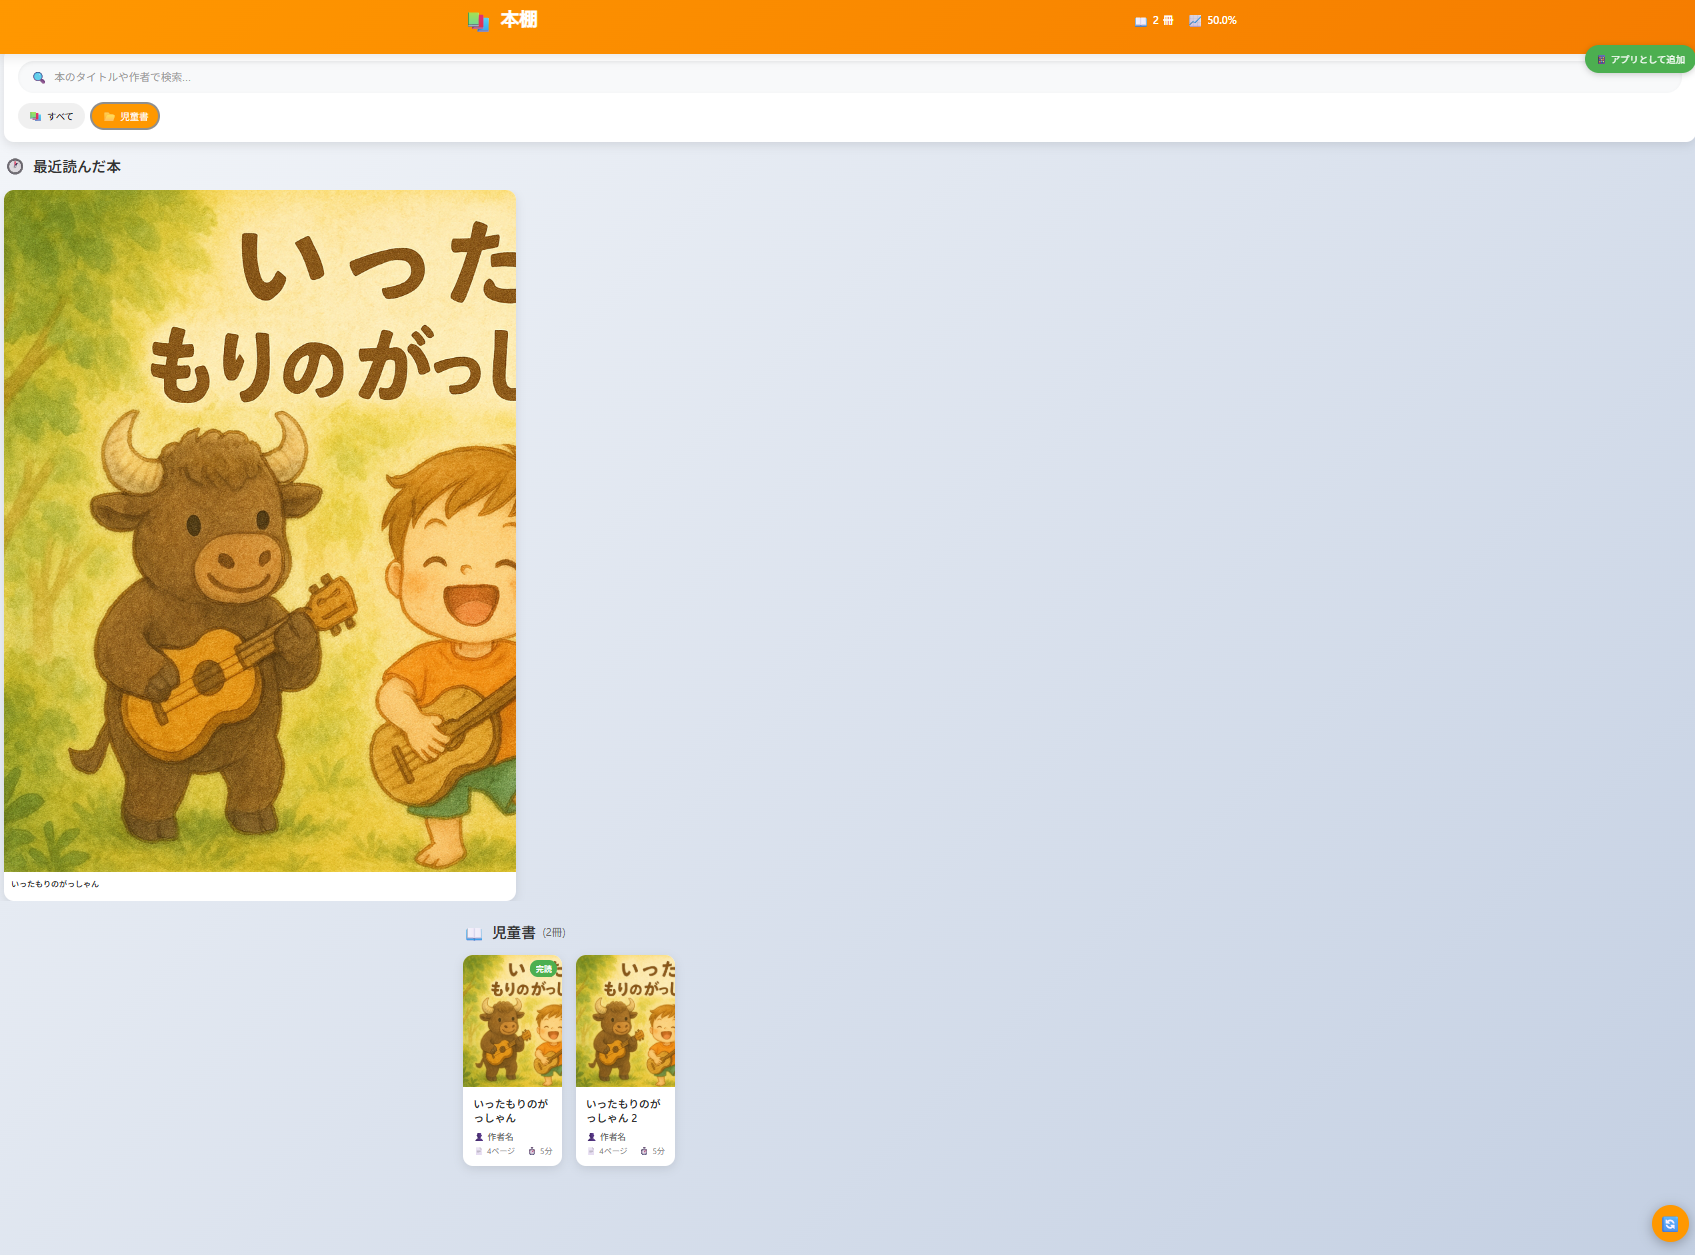 本棚
2 冊 50.0%
アプリとして追加
本のタイトルや作者で検索...
すべて 児童書
最近読んだ本
いった
もりのがっし
いったもりのがっしゃん
児童書 (2冊)
いった
もりのがっし
完読
いったもりのが
っしゃん
作者名
4ページ 5分
いった
もりのがっし
いったもりのが
っしゃん 2
作者名
4ページ 5分